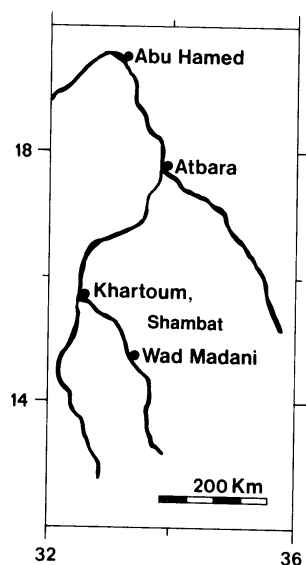 Abu Hamed
18
Atbara
Khartoum,
Shambat
Wad Madani
14
200 Km
32
36